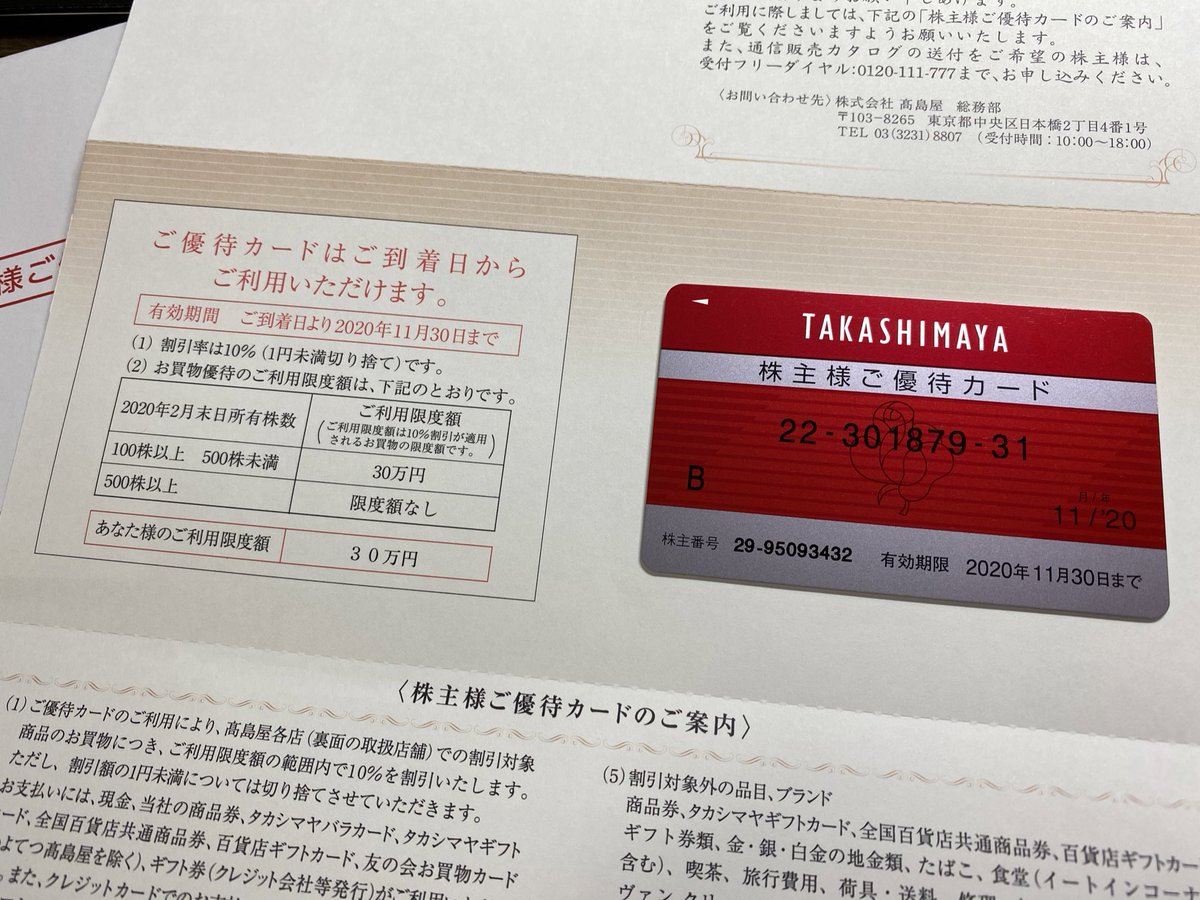 ご利用に際しましては、下記の「株主様ご優待カードのご案内」
をご覧くださいますようお願いいたします。
また、通信販売カタログの送付をご希望の株主様は、
受付フリーダイヤル:0120-111-777まで、お申し込みください。
〈お問い合わせ先〉株式会社 髙島屋 総務部
〒103-8265 東京都中央区日本橋2丁目4番1号
TEL 03(3231)8807 (受付時間:10:00〜18:00)
様ご
ご優待カードはご到着日から
ご利用いただけます。
有効期間 ご到着日より2020年11月30日まで
(1) 割引率は10%(1円未満切り捨て)です。
(2) お買物優待のご利用限度額は、下記のとおりです。
2020年2月末日所有株数
ご利用限度額
(ご利用限度額は10%割引が適用
されるお買物の限度額です。)
100株以上 500株未満
30万円
500株以上
限度額なし
あなた様のご利用限度額
30万円
TAKASHIMAYA
株主様ご優待カード
22-301879-31
B
月/年
11/'20
株主番号 29-95093432 有効期限 2020年11月30日まで
〈株主様ご優待カードのご案内〉
(1)ご優待カードのご利用により、髙島屋各店(裏面の取扱店舗)での割引対象
商品のお買物につき、ご利用限度額の範囲内で10%を割引いたします。
ただし、割引額の1円未満については切り捨てさせていただきます。
お支払いには、現金、当社の商品券、タカシマヤバラカード、タカシマヤギフト
カード、全国百貨店共通商品券、百貨店ギフトカード、友の会お買物カード
よてつ髙島屋を除く)、ギフト券(クレジット会社等発行)がご利用いた
。また、クレジットカードでのお支払
(5)割引対象外の品目、ブランド
商品券、タカシマヤギフトカード、全国百貨店共通商品券、百貨店ギフトカー
ギフト券類、金・銀・白金の地金類、たばこ、食堂(イートインコーナ
含む)、喫茶、旅行費用、荷具・送料、修理